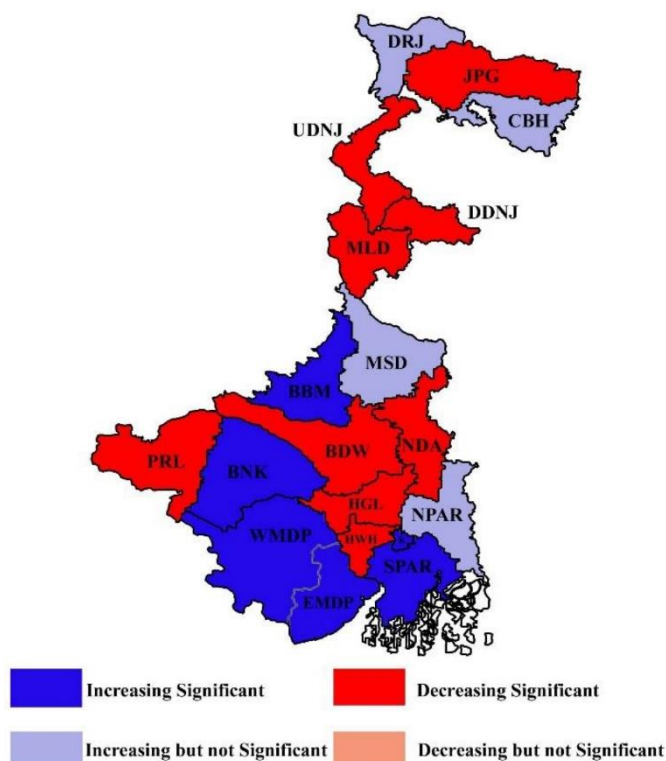 DRJ
JPG
CBH
UDNJ
DDNJ
MLD
MSD
BBM
BDW
NDA
PRL
BNK
HGL
NPAR
WMDP
HWH
SPAR
EMDP
Increasing Significant
Decreasing Significant
Increasing but not Significant
Decreasing but not Significant